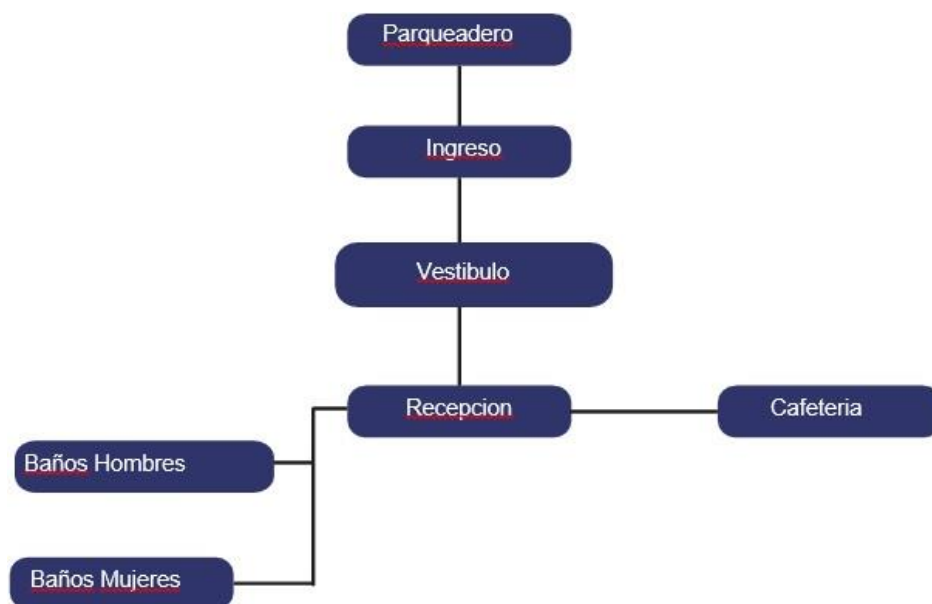 Parqueadero
Ingreso
Vestibulo
Recepcion
Cafeteria
Baños Hombres
Baños Mujeres